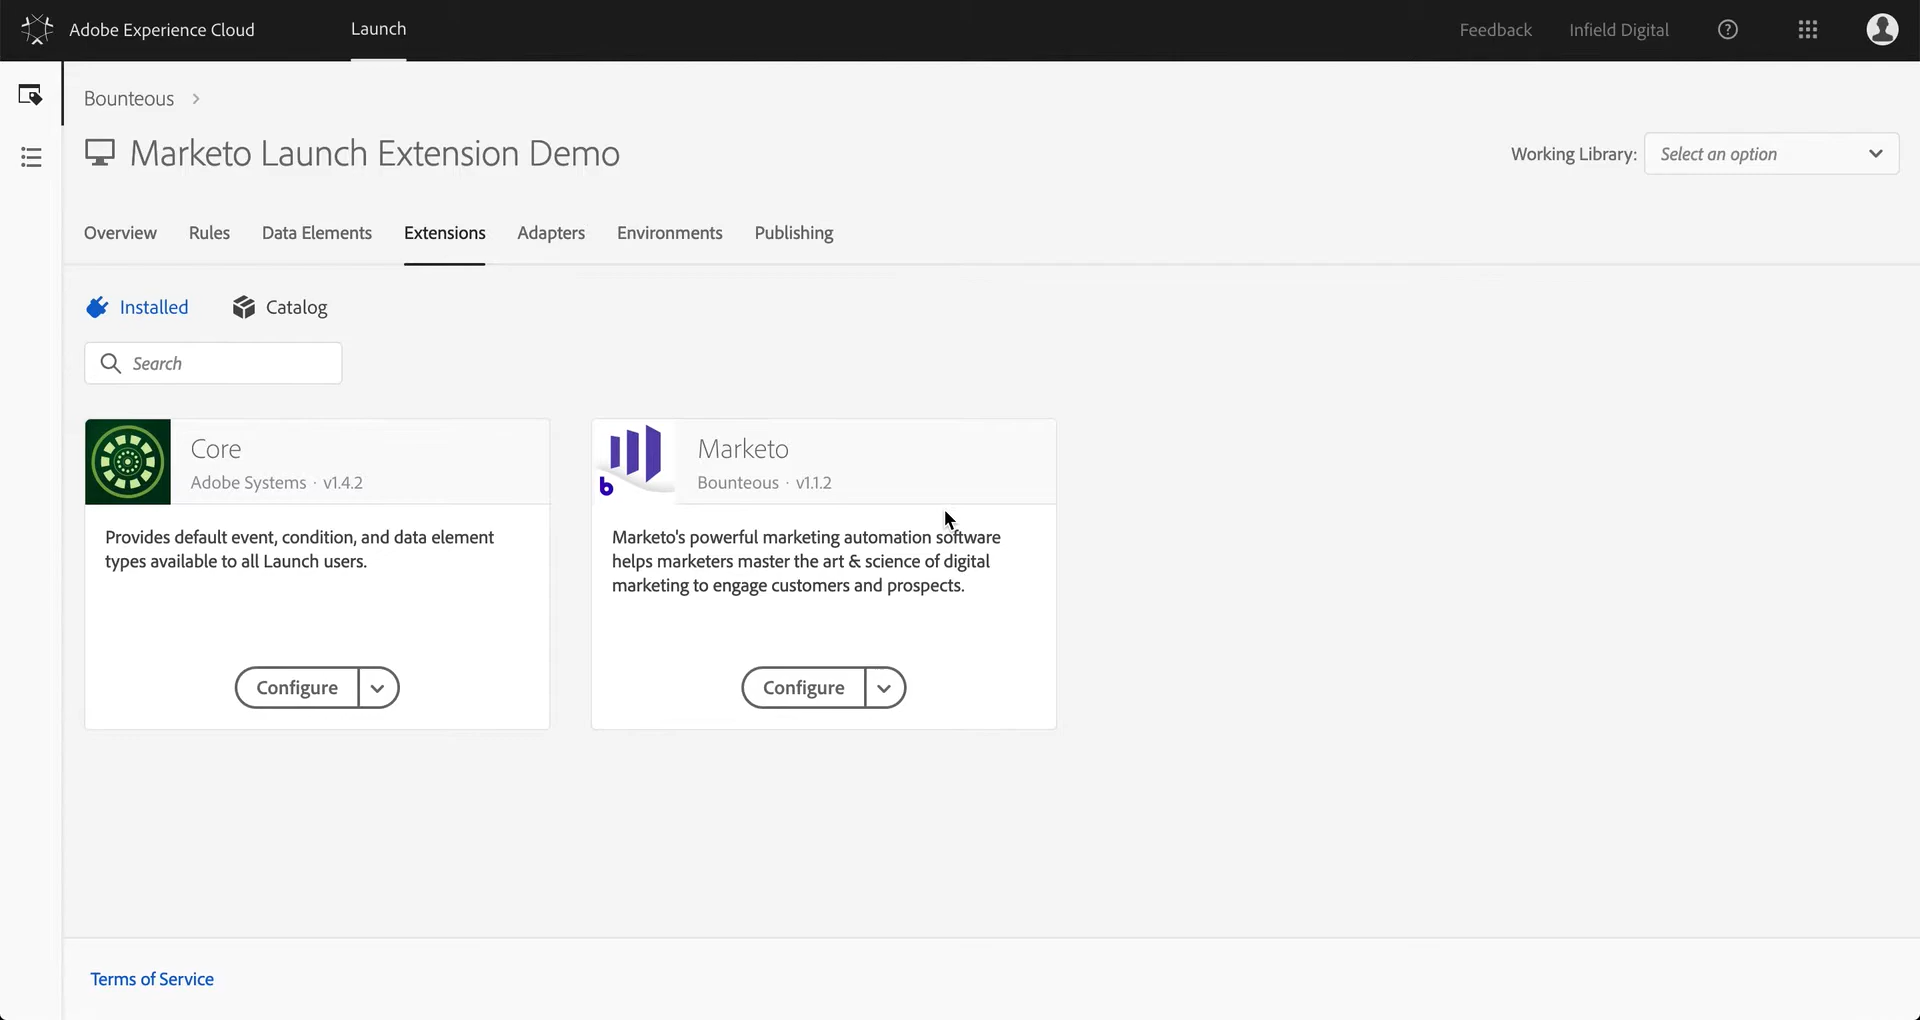 Adobe Experience Cloud
Launch
Feedback
Infield Digital
Bounteous
Marketo Launch Extension Demo
Working Library:
Select an option
Overview
Rules
Data Elements
Extensions
Adapters
Environments
Publishing
Installed
Catalog
Search
Core
Adobe Systems · v1.4.2
Provides default event, condition, and data element
types available to all Launch users.
Configure
b
Marketo
Bounteous · v1.1.2
Marketo's powerful marketing automation software
helps marketers master the art & science of digital
marketing to engage customers and prospects.
Configure
Terms of Service